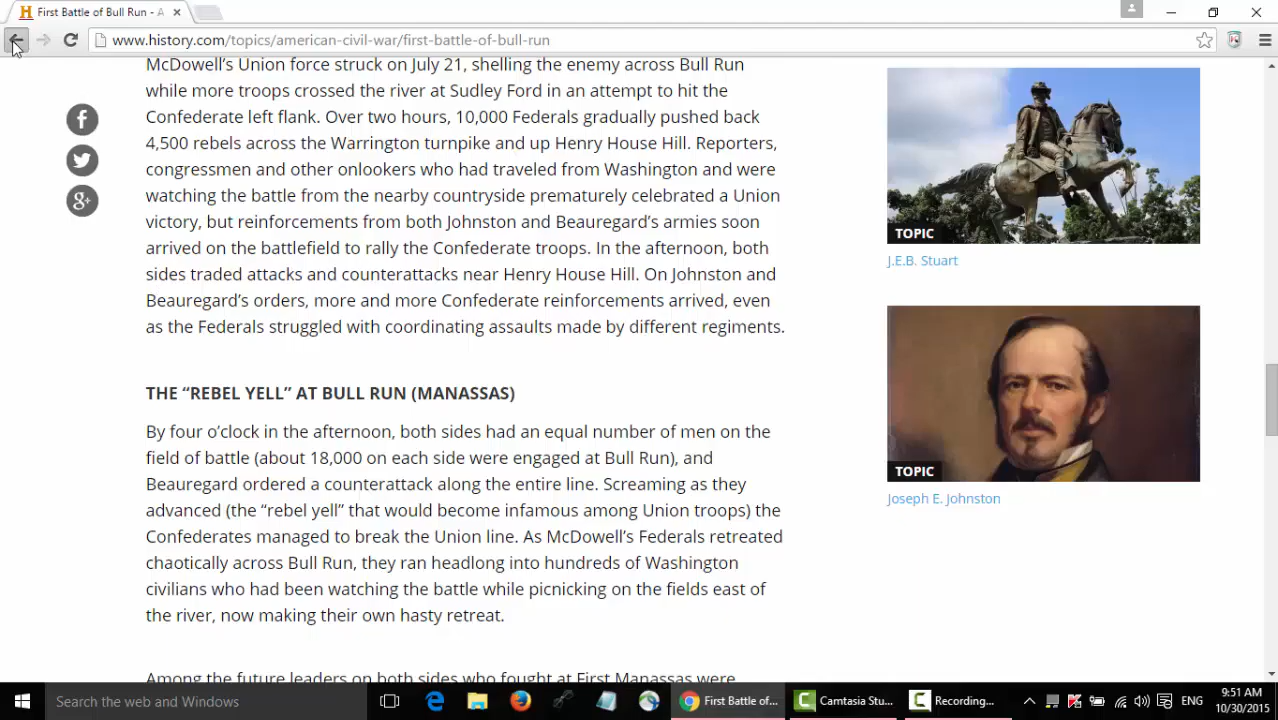 First Battle of Bull Run - A
www.history.com/topics/american-civil-war/first-battle-of-bull-run
McDowell's Union force struck on July 21, shelling the enemy across Bull Run
while more troops crossed the river at Sudley Ford in an attempt to hit the
Confederate left flank. Over two hours, 10,000 Federals gradually pushed back
4,500 rebels across the Warrington turnpike and up Henry House Hill. Reporters,
congressmen and other onlookers who had traveled from Washington and were
watching the battle from the nearby countryside prematurely celebrated a Union
victory, but reinforcements from both Johnston and Beauregard's armies soon
arrived on the battlefield to rally the Confederate troops. In the afternoon, both
sides traded attacks and counterattacks near Henry House Hill. On Johnston and
Beauregard's orders, more and more Confederate reinforcements arrived, even
as the Federals struggled with coordinating assaults made by different regiments.
THE “REBEL YELL” AT BULL RUN (MANASSAS)
By four o'clock in the afternoon, both sides had an equal number of men on the
field of battle (about 18,000 on each side were engaged at Bull Run), and
Beauregard ordered a counterattack along the entire line. Screaming as they
advanced (the “rebel yell” that would become infamous among Union troops) the
Confederates managed to break the Union line. As McDowell's Federals retreated
chaotically across Bull Run, they ran headlong into hundreds of Washington
civilians who had been watching the battle while picnicking on the fields east of
the river, now making their own hasty retreat.
Among the future leaders on both sides who fought at First Manassas were
TOPIC
J.E.B. Stuart
TOPIC
Joseph E. Johnston
Search the web and Windows
First Battle of...
Camtasia Stu...
Recording...
ENG
9:51 AM
10/30/2015